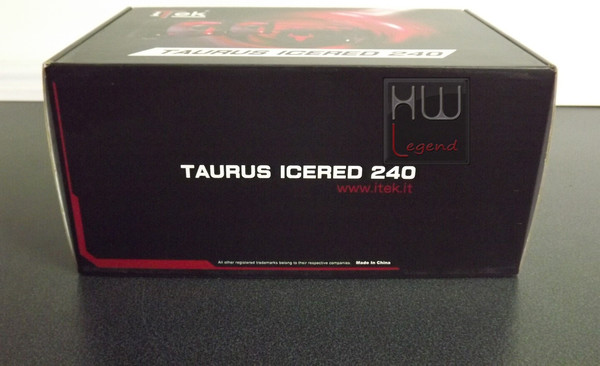 itek
TAURUS ICERED 240
HW
Legend
TAURUS ICERED 240
www.itek.it
All other registered trademarks belong to their respective companies. Made In China